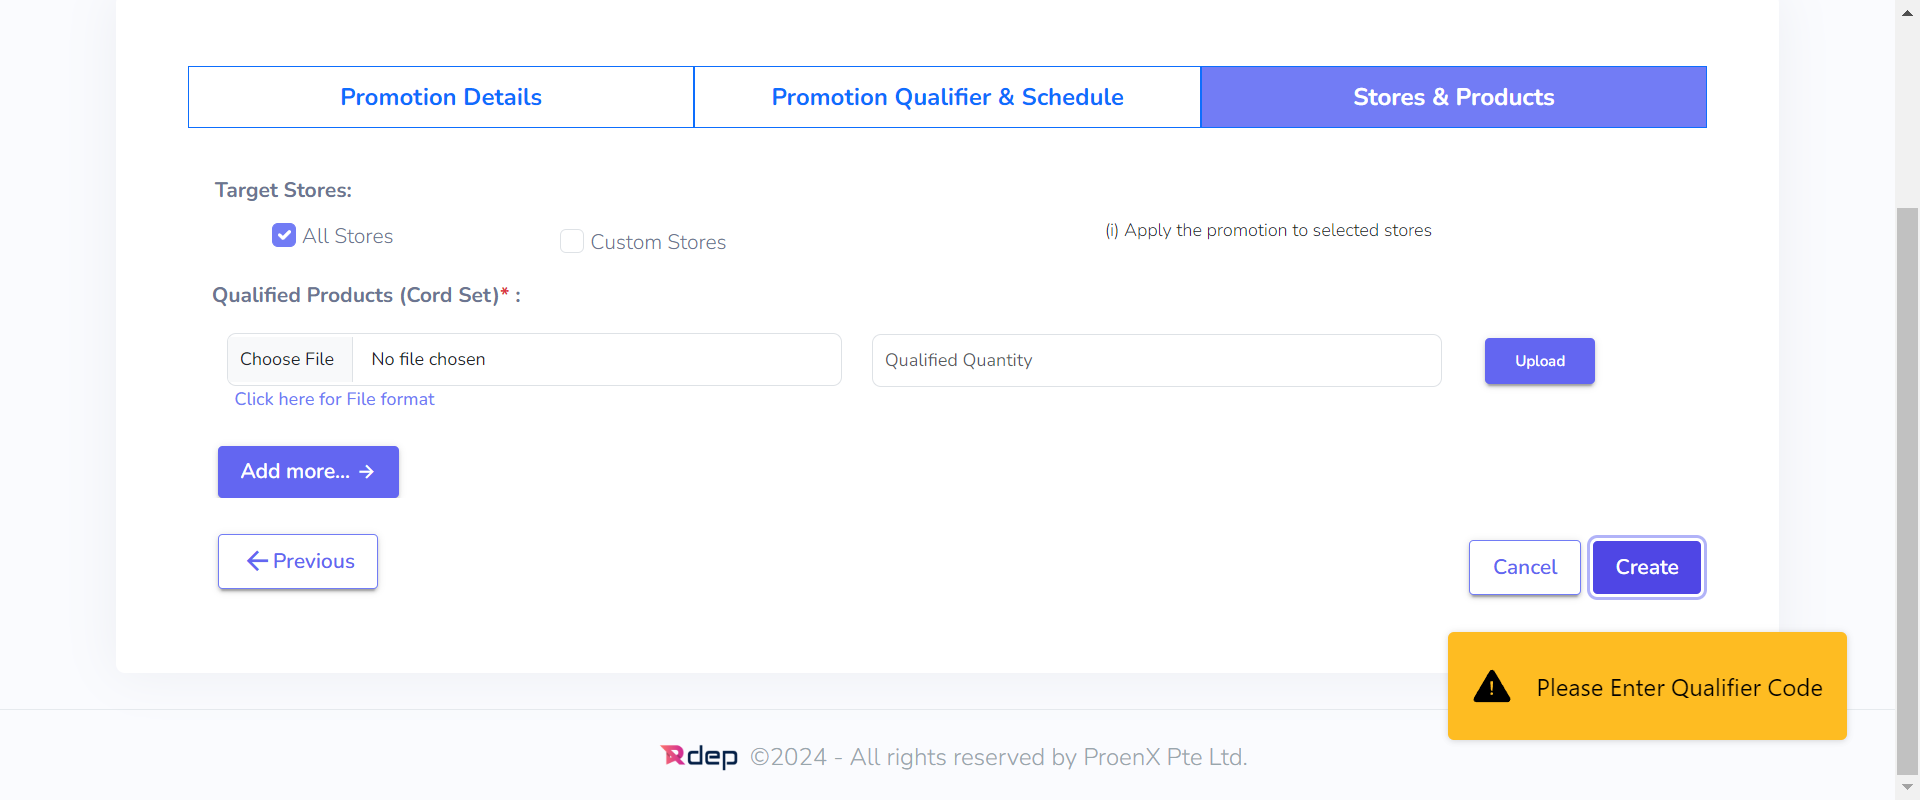 Promotion Details
Promotion Qualifier & Schedule
Stores & Products
Target Stores:
All Stores
Custom Stores
(i) Apply the promotion to selected stores
Qualified Products (Cord Set)* :
Choose File
No file chosen
Qualified Quantity
Upload
Click here for File format
Add more... →
← Previous
Cancel
Create
Please Enter Qualifier Code
Rdep ©2024 - All rights reserved by ProenX Pte Ltd.